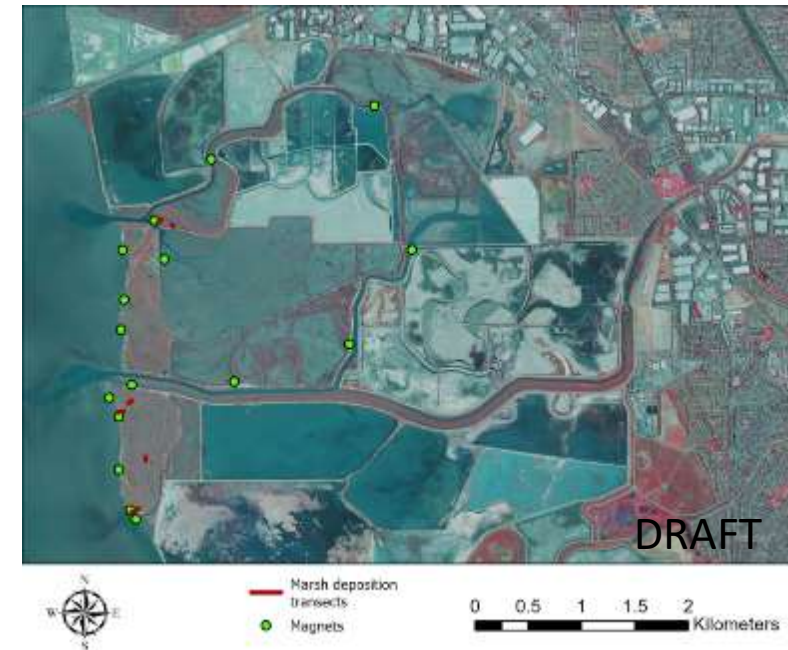 DRAFT
N
W E
S
Marsh deposition
transects
Magnets
0 0.5 1 1.5 2
Kilometers